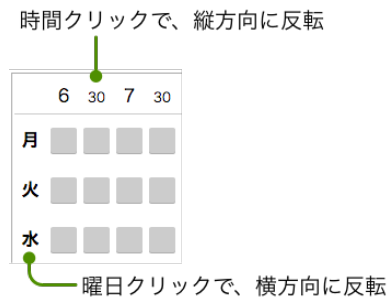 時間クリックで、縦方向に反転
6 30 7 30
月
火
水
曜日クリックで、横方向に反転